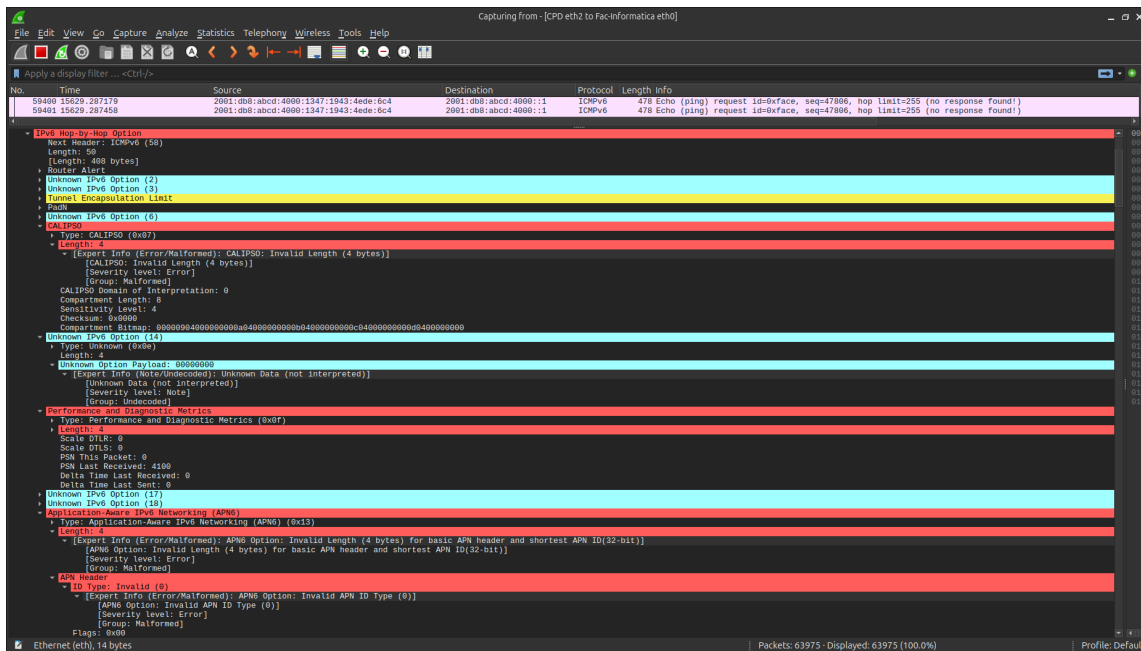 Capturing from - [CPD eth2 to Fac-Informatica eth0]
File Edit View Go Capture Analyze Statistics Telephony Wireless Tools Help
Apply a display filter … <Ctrl-/>
No. Time Source Destination Protocol Length Info
59400 15629.287179 2001:db8:abcd:4000:1347:1943:4ede:6c4 2001:db8:abcd:4000::1 ICMPv6 478 Echo (ping) request id=0xface, seq=47806, hop limit=255 (no response found!)
59401 15629.287458 2001:db8:abcd:4000:1347:1943:4ede:6c4 2001:db8:abcd:4000::1 ICMPv6 478 Echo (ping) request id=0xface, seq=47806, hop limit=255 (no response found!)
IPv6 Hop-by-Hop Option
Next Header: ICMPv6 (58)
Length: 50
[Length: 408 bytes]
Router Alert
Unknown IPv6 Option (2)
Unknown IPv6 Option (3)
Tunnel Encapsulation Limit
PadN
Unknown IPv6 Option (6)
CALIPSO
Type: CALIPSO (0x07)
Length: 4
[Expert Info (Error/Malformed): CALIPSO: Invalid Length (4 bytes)]
[CALIPSO: Invalid Length (4 bytes)]
[Severity level: Error]
[Group: Malformed]
CALIPSO Domain of Interpretation: 0
Compartment Length: 8
Sensitivity Level: 4
Checksum: 0x0000
Unknown IPv6 Option (14)
Type: Unknown (0x0e)
Length: 4
Unknown Option Payload: 00000000
[Expert Info (Note/Undecoded): Unknown Data (not interpreted)]
[Unknown Data (not interpreted)]
[Severity level: Note]
[Group: Undecoded]
Performance and Diagnostic Metrics
Type: Performance and Diagnostic Metrics (0x0f)
Length: 4
Scale DTLR: 0
Scale DTLS: 0
PSN This Packet: 0
PSN Last Received: 4100
Delta Time Last Received: 0
Delta Time Last Sent: 0
Unknown IPv6 Option (17)
Unknown IPv6 Option (18)
Application-Aware IPv6 Networking (APN6)
Type: Application-Aware IPv6 Networking (APN6) (0x13)
Length: 4
[Expert Info (Error/Malformed): APN6 Option: Invalid Length (4 bytes) for basic APN header and shortest APN ID(32-bit)]
[APN6 Option: Invalid Length (4 bytes) for basic APN header and shortest APN ID(32-bit)]
[Severity level: Error]
[Group: Malformed]
APN Header
ID Type: Invalid (0)
[Expert Info (Error/Malformed): APN6 Option: Invalid APN ID Type (0)]
[APN6 Option: Invalid APN ID Type (0)]
[Severity level: Error]
[Group: Malformed]
Flags: 0x00
Ethernet (eth), 14 bytes Packets: 63975 · Displayed: 63975 (100.0%) Profile: Defaul